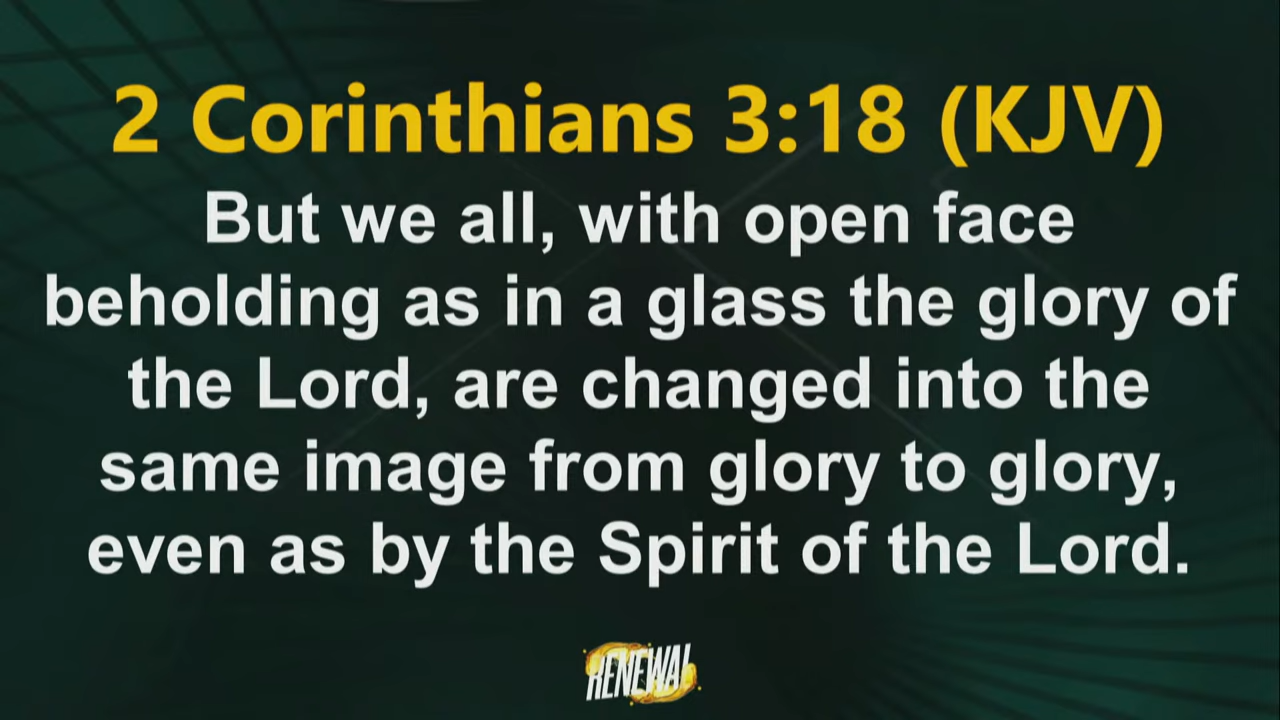 2 Corinthians 3:18 (KJV)
But we all, with open face
beholding as in a glass the glory of
the Lord, are changed into the
same image from glory to glory,
even as by the Spirit of the Lord.
RENEWAL